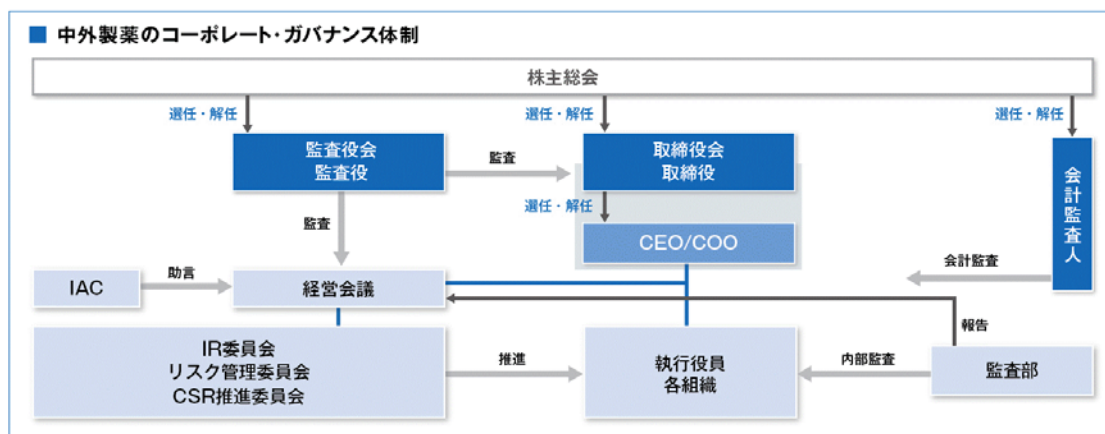 ■ 中外製薬のコーポレート・ガバナンス体制
株主総会
選任・解任
選任・解任
選任・解任
監査役会
監査役
監査
取締役会
取締役
会計監査人
監査
選任・解任
CEO/COO
会計監査
IAC
助言
経営会議
報告
IR委員会
リスク管理委員会
CSR推進委員会
推進
執行役員
各組織
内部監査
監査部